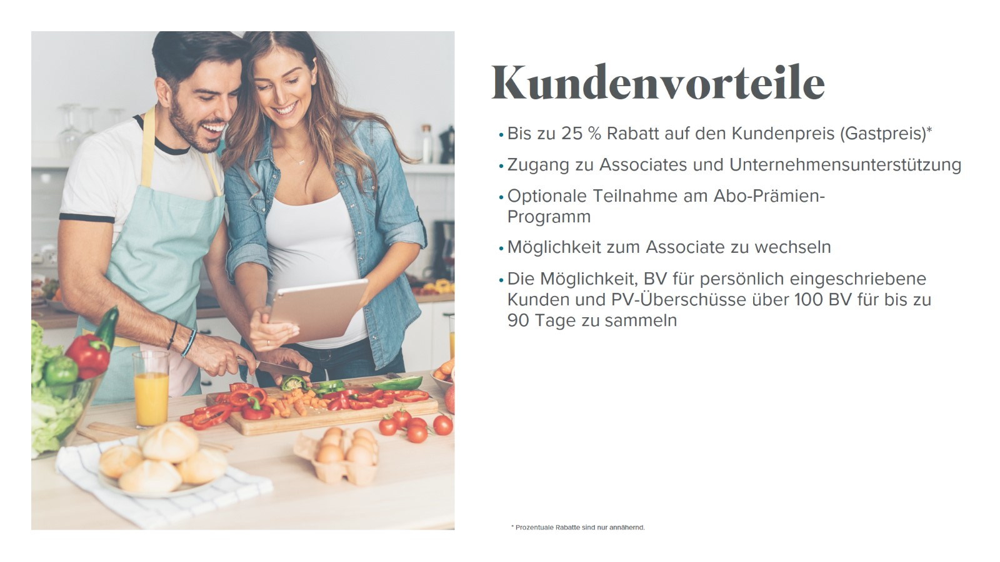 Kundenvorteile
• Bis zu 25 % Rabatt auf den Kundenpreis (Gastpreis)*
• Zugang zu Associates und Unternehmensunterstützung
• Optionale Teilnahme am Abo-Prämien-
Programm
• Möglichkeit zum Associate zu wechseln
• Die Möglichkeit, BV für persönlich eingeschriebene
Kunden und PV-Überschüsse über 100 BV für bis zu
90 Tage zu sammeln
* Prozentuale Rabatte sind nur annähernd.